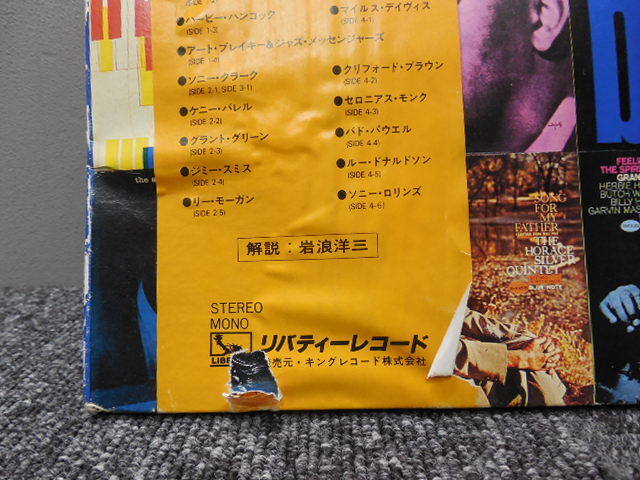 ●ハービー・ハンコック
(SIDE 1-3)
●アート・ブレイキー&ジャズ・メッセンジャーズ
(SIDE 1-4)
●ソニー・クラーク
(SIDE 2-1, SIDE 3-1)
●ケニー・バレル
(SIDE 2-2)
●グラント・グリーン
(SIDE 2-3)
●ジミー・スミス
(SIDE 2-4)
●リー・モーガン
(SIDE 2-5)
●マイルス・デイヴィス
(SIDE 4-1)
●クリフォード・ブラウン
(SIDE 4-2)
●セロニアス・モンク
(SIDE 4-3)
●バド・パウエル
(SIDE 4-4)
●ルー・ドナルドソン
(SIDE 4-5)
●ソニー・ロリンズ
(SIDE 4-6)
解説:岩浪洋三
STEREO
MONO
リバティーレコード
売元・キングレコード株式会社
SONG
FOR
MY
FATHER
THE
HORACE
SILVER
QUINTET
BLUE NOTE
THE SPIR
GRAN
HERBIE
BUTCH
BILLY
GARVIN MAS